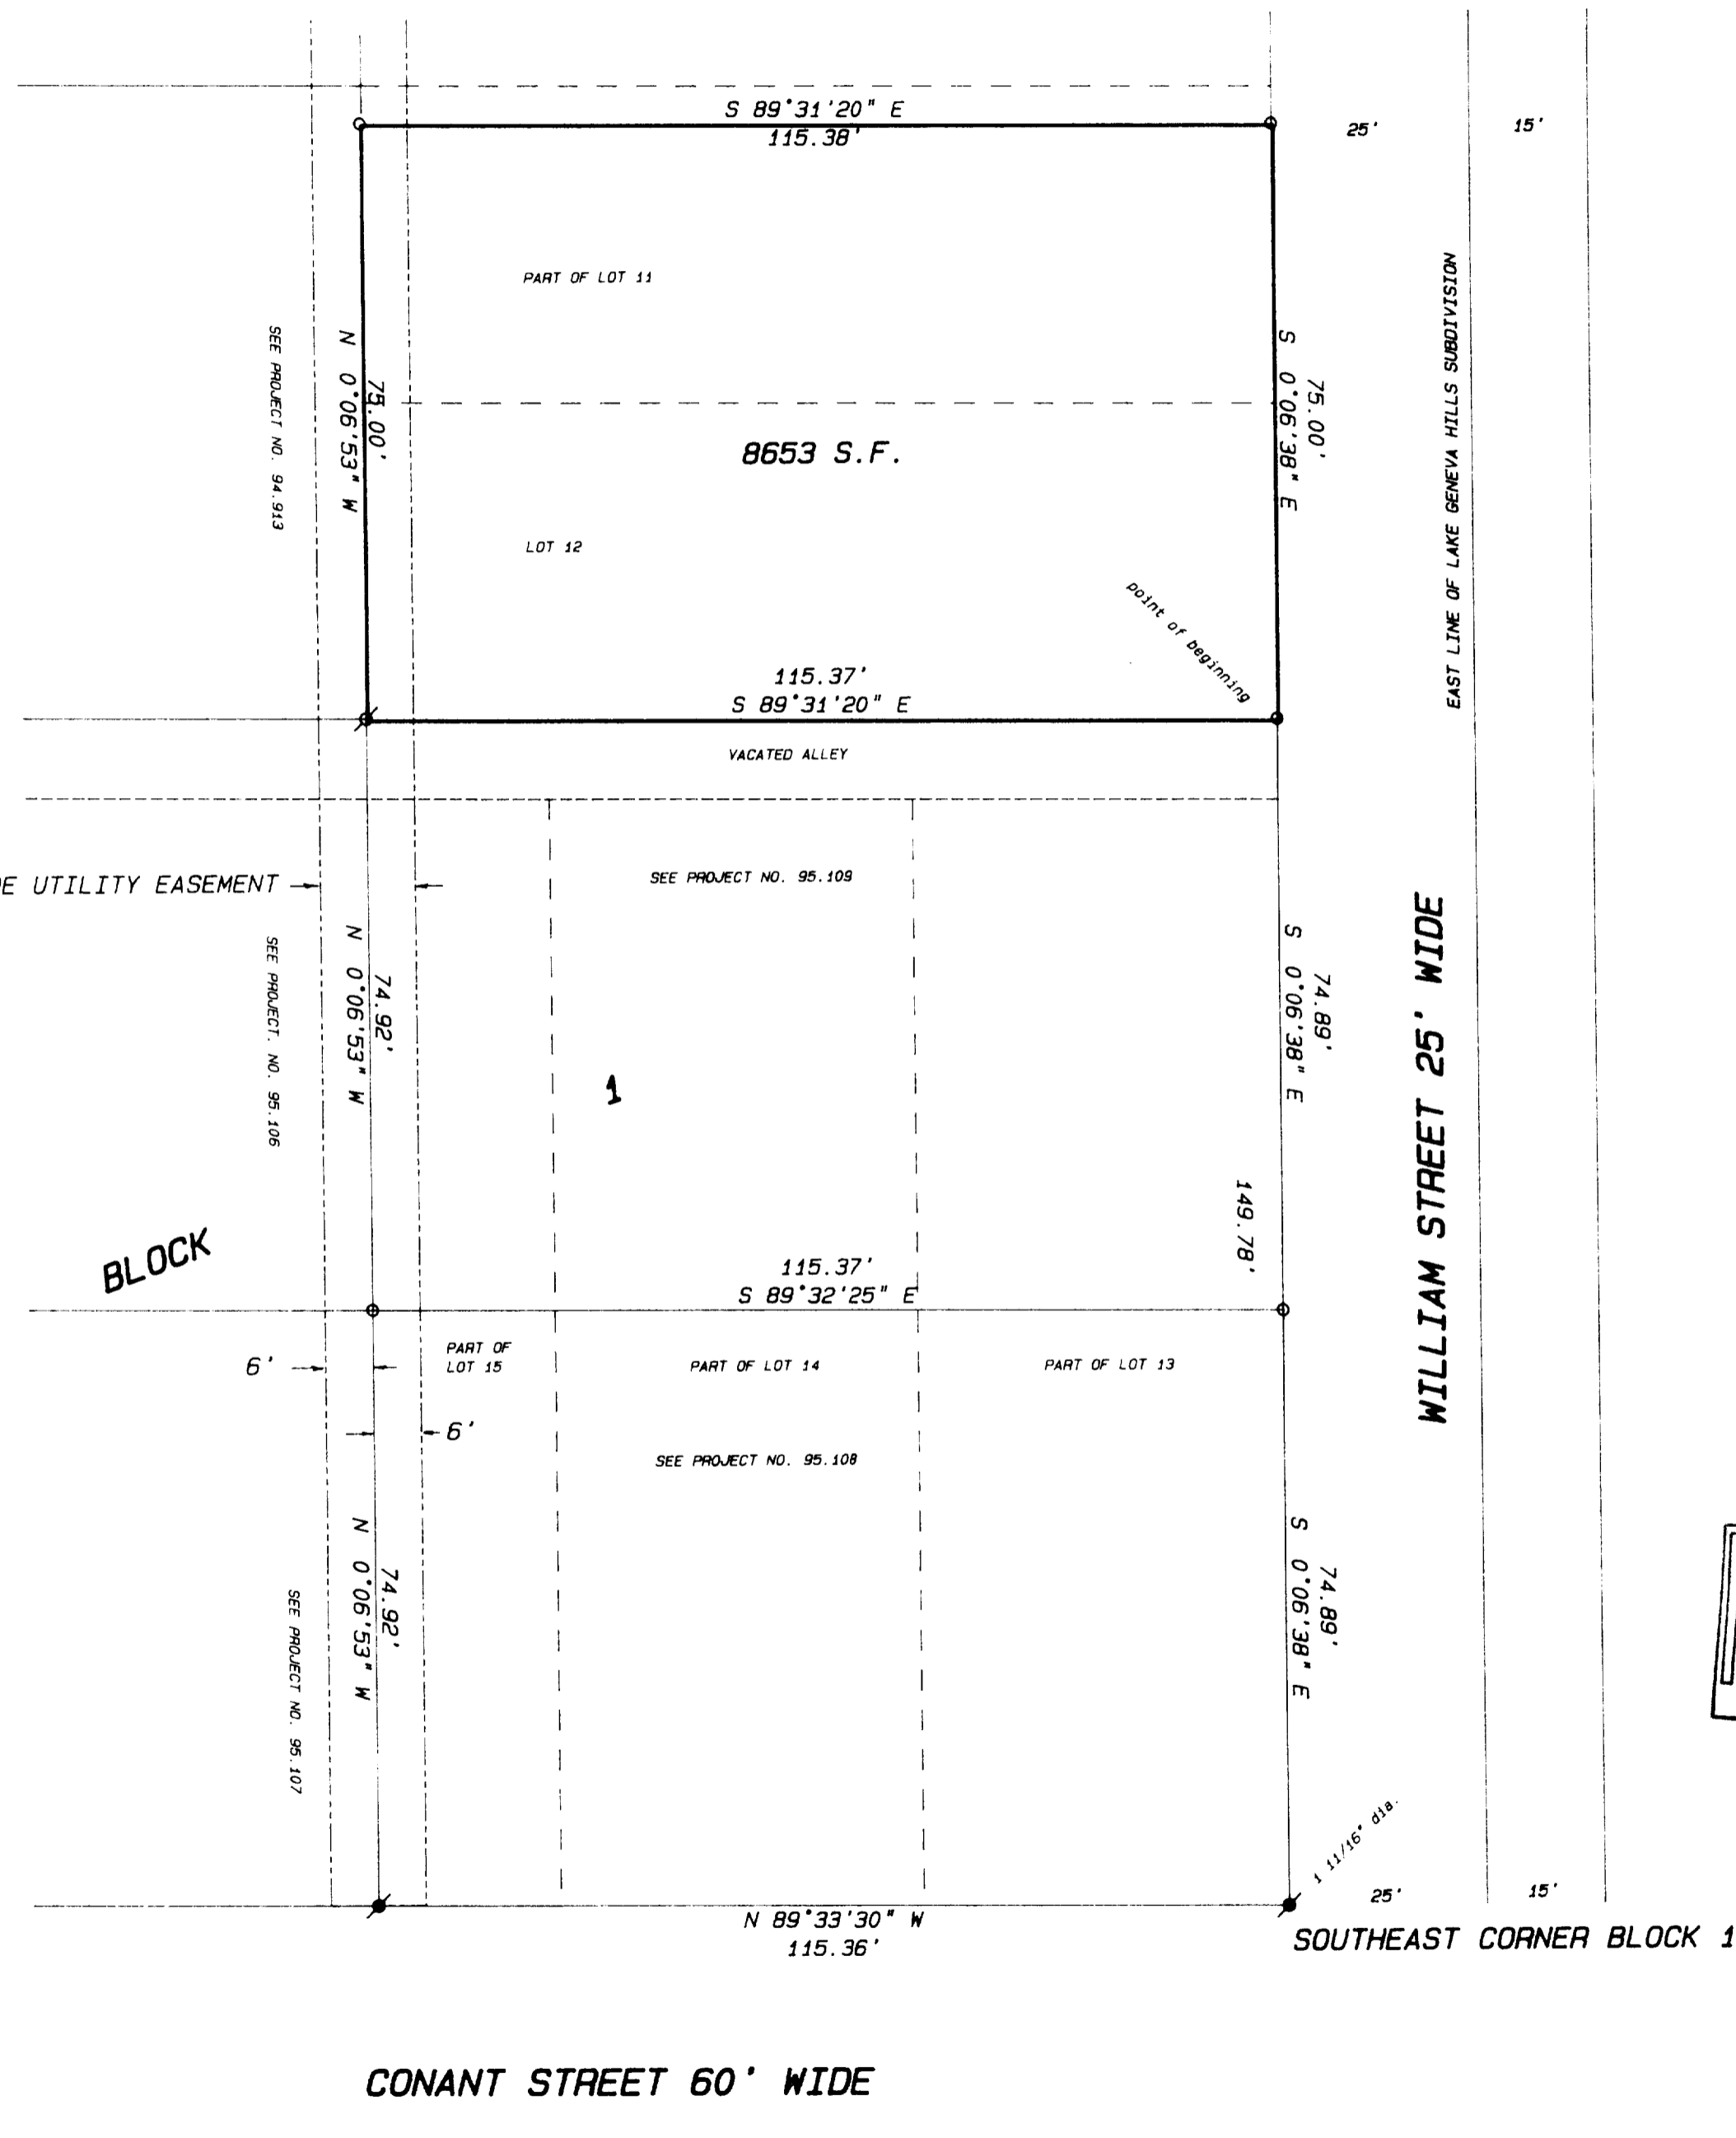 S 89°31'20" E
115.38'
25'
15'
PART OF LOT 11
SEE PROJECT NO. 94.913
N 0°06'53" W
75.00'
S 0°06'38" E
75.00'
EAST LINE OF LAKE GENEVA HILLS SUBDIVISION
8653 S.F.
LOT 12
point of beginning
115.37'
S 89°31'20" E
VACATED ALLEY
UTILITY EASEMENT
SEE PROJECT NO. 95.109
SEE PROJECT. NO. 95.106
N 0°06'53" W
74.92'
S 0°06'38" E
74.89'
WILLIAM STREET 25' WIDE
1
149.78'
BLOCK
115.37'
S 89°32'25" E
6'
PART OF
LOT 15
PART OF LOT 14
PART OF LOT 13
6'
SEE PROJECT NO. 95.108
SEE PROJECT NO. 95.107
N 0°06'53" W
74.92'
S 0°06'38" E
74.89'
1 11/16" dia.
25'
15'
N 89°33'30" W
115.36'
SOUTHEAST CORNER BLOCK 1
CONANT STREET 60' WIDE